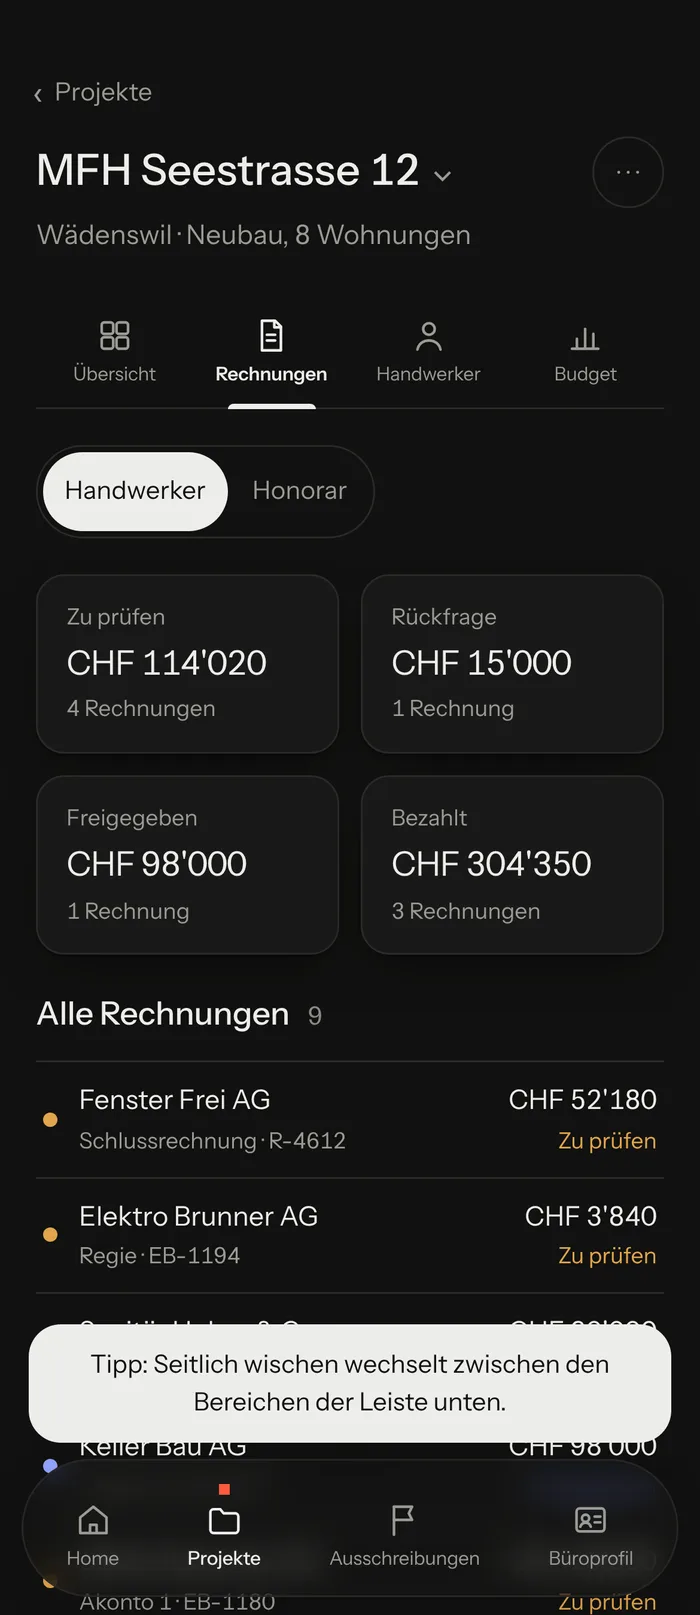 ‹ Projekte
MFH Seestrasse 12
Wädenswil · Neubau, 8 Wohnungen
Übersicht
Rechnungen
Handwerker
Budget
Handwerker
Honorar
Zu prüfen
CHF 114'020
4 Rechnungen
Rückfrage
CHF 15'000
1 Rechnung
Freigegeben
CHF 98'000
1 Rechnung
Bezahlt
CHF 304'350
3 Rechnungen
Alle Rechnungen 9
Fenster Frei AG CHF 52'180
Schlussrechnung · R-4612 Zu prüfen
Elektro Brunner AG CHF 3'840
Regie · EB-1194 Zu prüfen
Tipp: Seitlich wischen wechselt zwischen den
Bereichen der Leiste unten.
Keller Bau AG CHF 98'000
Home
Projekte
Ausschreibungen
Büroprofil
Akonto 1 · EB-1180 Zu prüfen